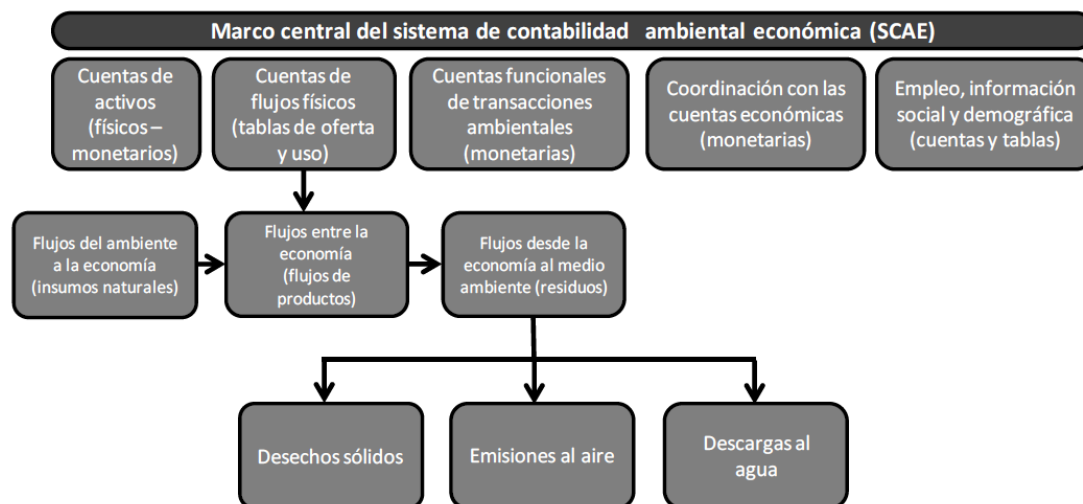 Marco central del sistema de contabilidad ambiental económica (SCAE)
Cuentas de
activos
(físicos –
monetarios)
Cuentas de
flujos físicos
(tablas de oferta
y uso)
Cuentas funcionales
de transacciones
ambientales
(monetarias)
Coordinación con las
cuentas económicas
(monetarias)
Empleo, información
social y demográfica
(cuentas y tablas)
Flujos del ambiente
a la economía
(insumos naturales)
Flujos entre la
economía
(flujos de
productos)
Flujos desde la
economía al medio
ambiente (residuos)
Desechos sólidos
Emisiones al aire
Descargas al
agua